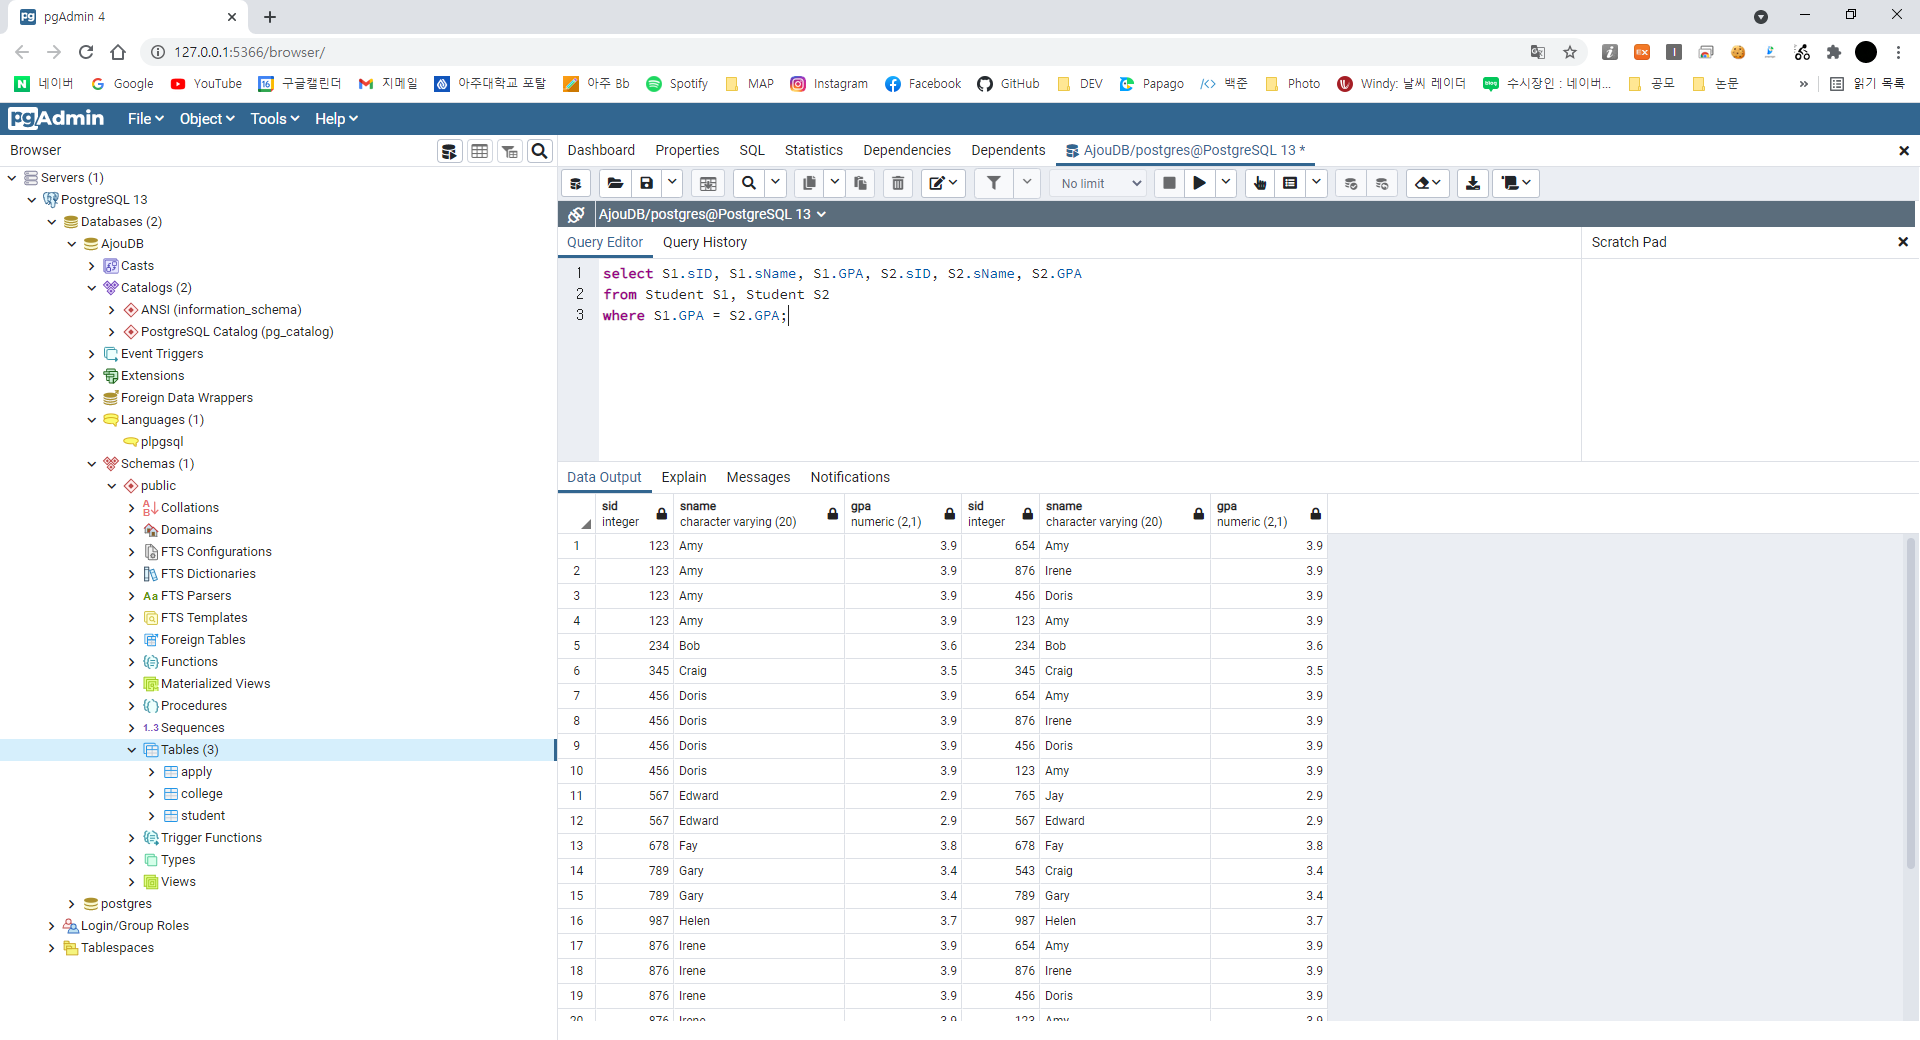 pgAdmin 4
127.0.0.1:5366/browser/
네이버 Google YouTube 구글캘린더 지메일 아주대학교 포탈 아주 Bb Spotify MAP Instagram Facebook GitHub DEV Papago 백준 Photo Windy: 날씨 레이더 수시장인 : 네이버... 공모 논문 » 읽기 목록
pgAdmin File Object Tools Help
Browser
Dashboard Properties SQL Statistics Dependencies Dependents AjouDB/postgres@PostgreSQL 13 *
No limit
AjouDB/postgres@PostgreSQL 13
Query Editor Query History
Scratch Pad
Servers (1)
PostgreSQL 13
Databases (2)
AjouDB
Casts
Catalogs (2)
ANSI (information_schema)
PostgreSQL Catalog (pg_catalog)
Event Triggers
Extensions
Foreign Data Wrappers
Languages (1)
plpgsql
Schemas (1)
public
Collations
Domains
FTS Configurations
FTS Dictionaries
Aa FTS Parsers
FTS Templates
Foreign Tables
Functions
Materialized Views
Procedures
1..3 Sequences
Tables (3)
apply
college
student
Trigger Functions
Types
Views
postgres
Login/Group Roles
Tablespaces
1 select S1.sID, S1.sName, S1.GPA, S2.sID, S2.sName, S2.GPA
2 from Student S1, Student S2
3 where S1.GPA = S2.GPA;
Data Output Explain Messages Notifications
sid sname gpa sid sname gpa
integer character varying (20) numeric (2,1) integer character varying (20) numeric (2,1)
1 123 Amy 3.9 654 Amy 3.9
2 123 Amy 3.9 876 Irene 3.9
3 123 Amy 3.9 456 Doris 3.9
4 123 Amy 3.9 123 Amy 3.9
5 234 Bob 3.6 234 Bob 3.6
6 345 Craig 3.5 345 Craig 3.5
7 456 Doris 3.9 654 Amy 3.9
8 456 Doris 3.9 876 Irene 3.9
9 456 Doris 3.9 456 Doris 3.9
10 456 Doris 3.9 123 Amy 3.9
11 567 Edward 2.9 765 Jay 2.9
12 567 Edward 2.9 567 Edward 2.9
13 678 Fay 3.8 678 Fay 3.8
14 789 Gary 3.4 543 Craig 3.4
15 789 Gary 3.4 789 Gary 3.4
16 987 Helen 3.7 987 Helen 3.7
17 876 Irene 3.9 654 Amy 3.9
18 876 Irene 3.9 876 Irene 3.9
19 876 Irene 3.9 456 Doris 3.9
20 876 Irene 3.9 123 Amy 3.9